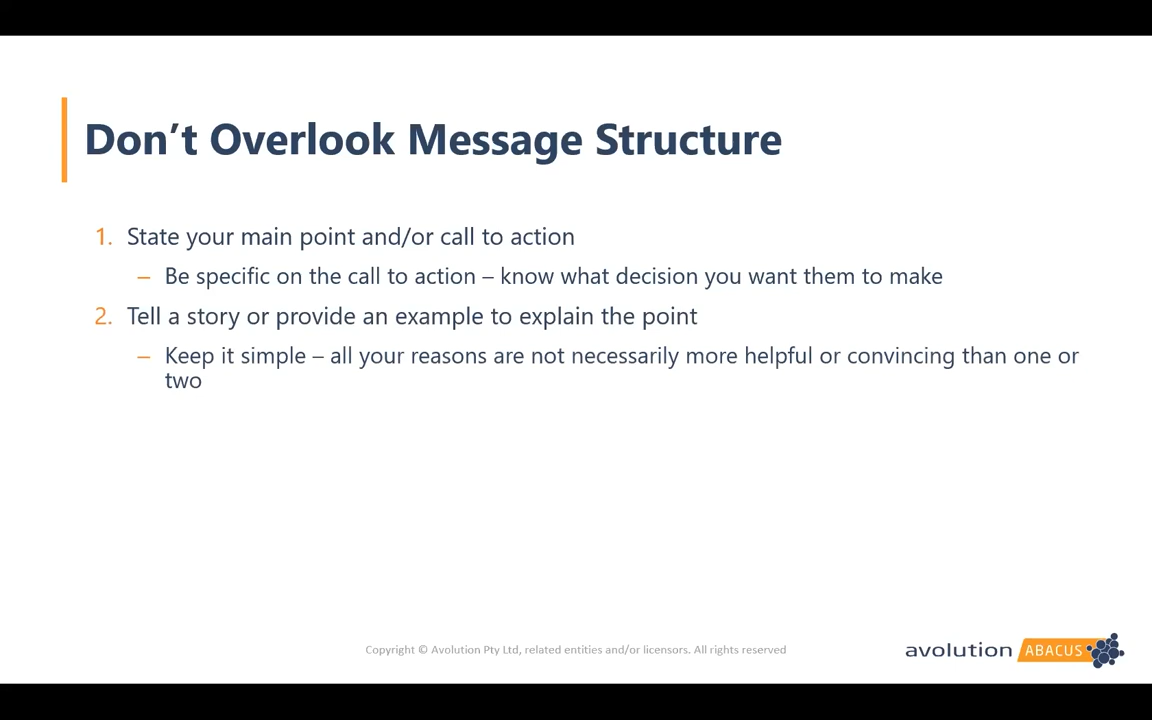 Don’t Overlook Message Structure
1. State your main point and/or call to action
– Be specific on the call to action – know what decision you want them to make
2. Tell a story or provide an example to explain the point
– Keep it simple – all your reasons are not necessarily more helpful or convincing than one or
two
Copyright © Avolution Pty Ltd, related entities and/or licensors. All rights reserved
avolution ABACUS